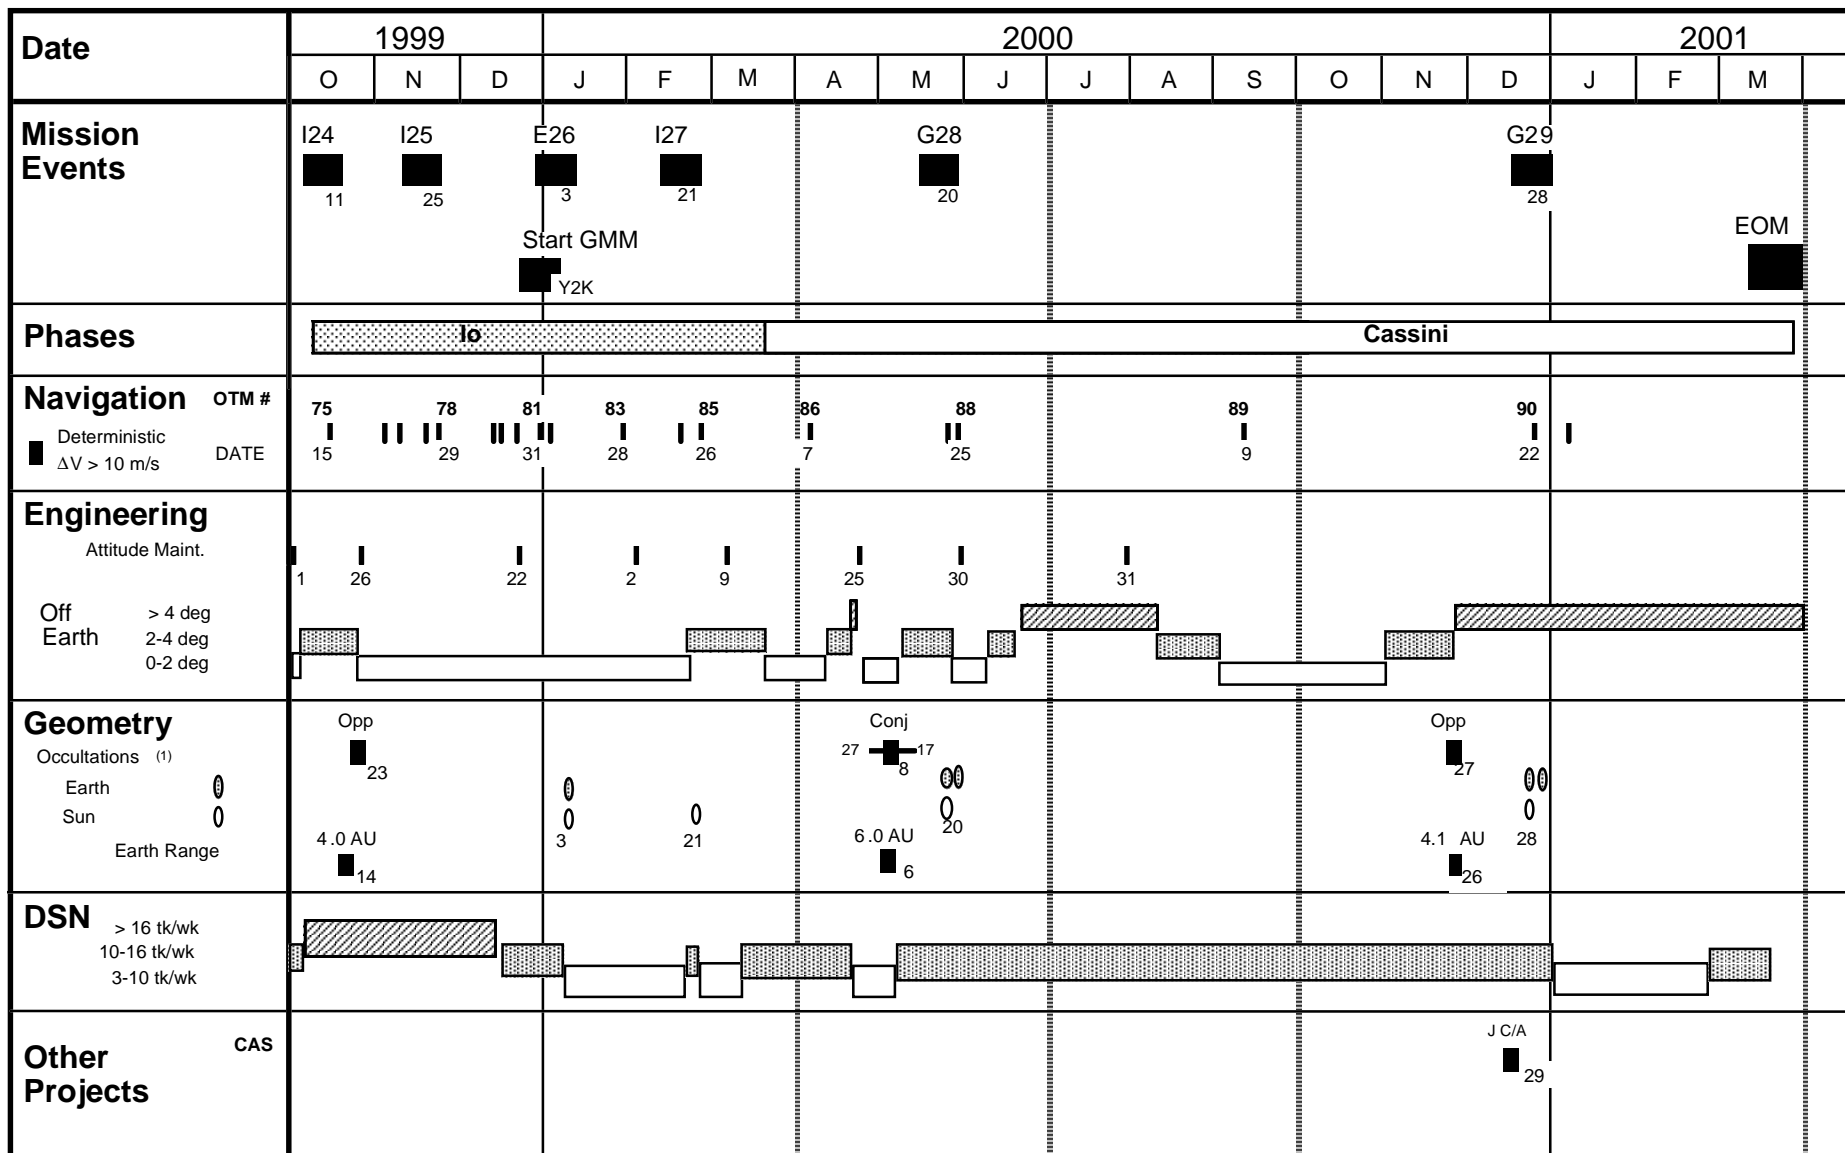 Date
1999 2000 2001
O N D J F M A M J J A S O N D J F M
Mission
Events
I24 I25 E26 I27 G28 G29
11 25 3 21 20 28
Start GMM
Y2K
EOM
Phases
Io Cassini
Navigation OTM #
75 78 81 83 85 86 88 89 90
Deterministic
ΔV > 10 m/s
DATE
15 29 31 28 26 7 25 9 22
Engineering
Attitude Maint.
1 26 22 2 9 25 30 31
Off > 4 deg
Earth 2-4 deg
0-2 deg
Geometry
Opp Conj Opp
Occultations (1)
27 17
23 8 27
Earth
Sun
3 21 20 28
Earth Range
4.0 AU 6.0 AU 4.1 AU
14 6 26
DSN
> 16 tk/wk
10-16 tk/wk
3-10 tk/wk
Other
Projects
CAS
J C/A
29